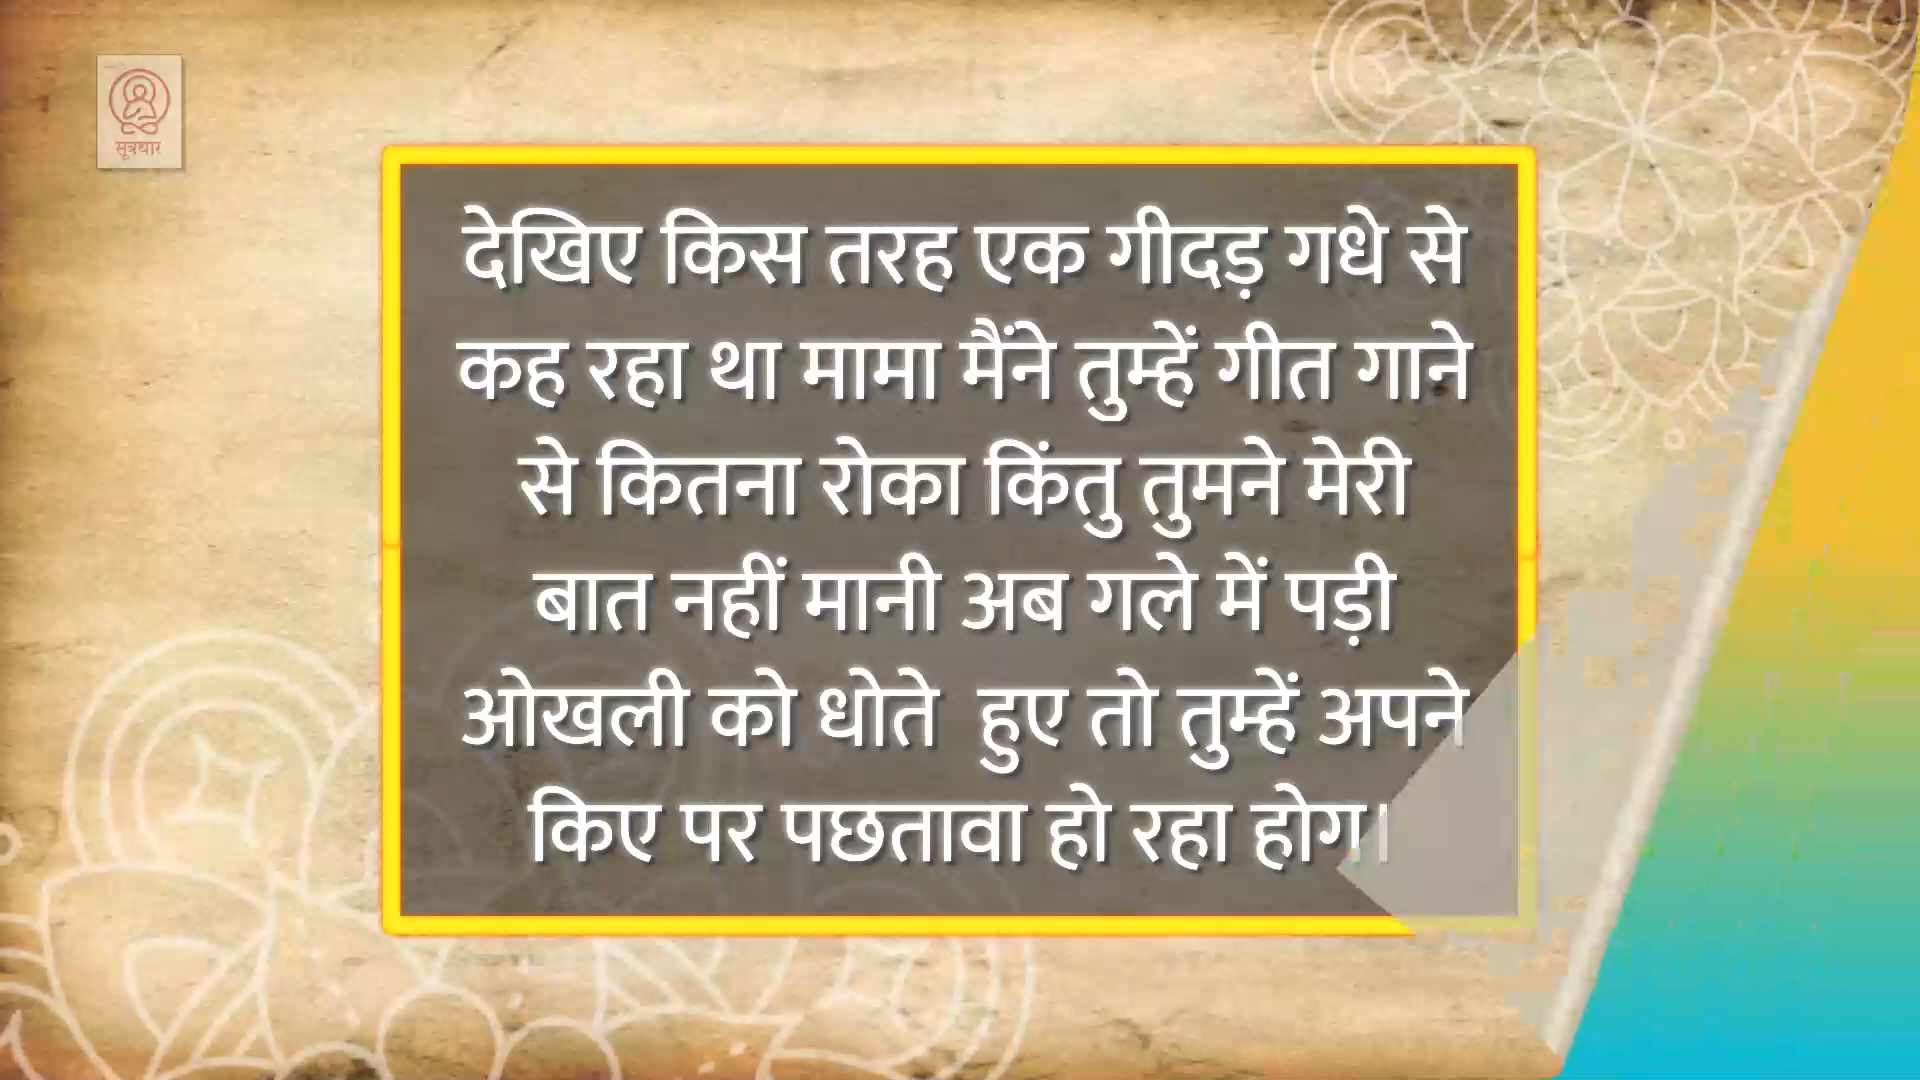 सूत्रधार
देखिए किस तरह एक गीदड़ गधे से
कह रहा था मामा मैंने तुम्हें गीत गाने
से कितना रोका किंतु तुमने मेरी
बात नहीं मानी अब गले में पड़ी
ओखली को धोते हुए तो तुम्हें अपने
किए पर पछतावा हो रहा होग।